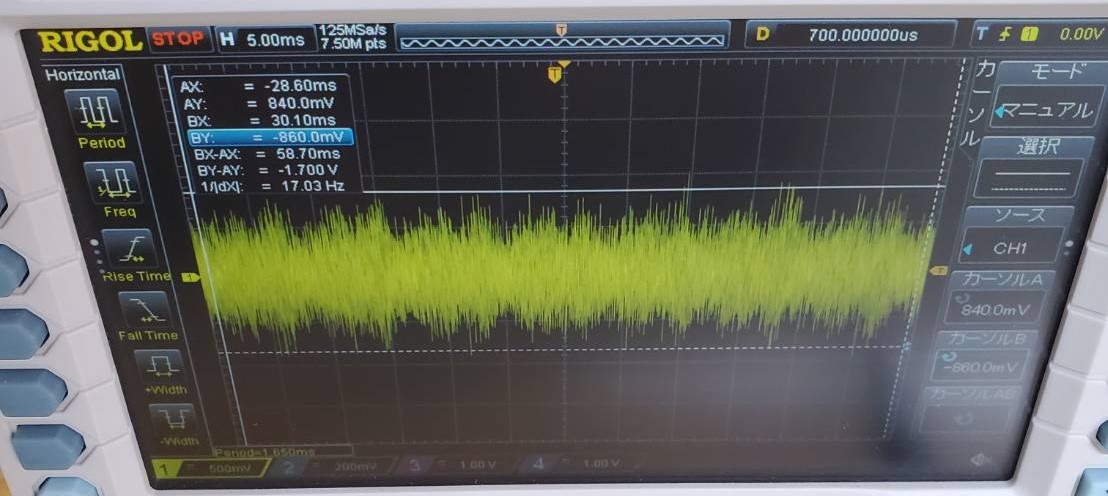 RIGOL STOP H 5.00ms 125MSa/s 7.50M pts D 700.000000us T 1 0.00V
Horizontal
Period
Freq
Rise Time
Fall Time
+Width
-Width
AX: = -28.60ms
AY: = 840.0mV
BX: = 30.10ms
BY: = -860.0mV
BX-AX: = 58.70ms
BY-AY: = -1.700 V
1/|dX|: = 17.03 Hz
T
1
T
カーソル
モード
マニュアル
選択
ソース
CH1
カーソルA
840.0mV
カーソルB
-860.0mV
カーソルAB
Period=1.650ms
1 = 500mV 2 = 200mV 3 = 1.00 V 4 = 1.00 V